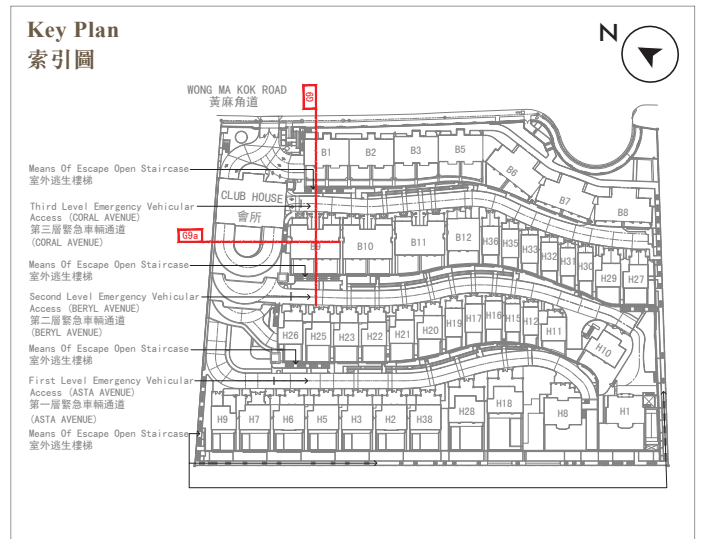 Key Plan
索引圖
N
WONG MA KOK ROAD
黃麻角道
G9
Means Of Escape Open Staircase
室外逃生樓梯
Third Level Emergency Vehicular
Access (CORAL AVENUE)
第三層緊急車輛通道
(CORAL AVENUE)
G9a
Means Of Escape Open Staircase
室外逃生樓梯
Second Level Emergency Vehicular
Access (BERYL AVENUE)
第二層緊急車輛通道
(BERYL AVENUE)
Means Of Escape Open Staircase
室外逃生樓梯
First Level Emergency Vehicular
Access (ASTA AVENUE)
第一層緊急車輛通道
(ASTA AVENUE)
Means Of Escape Open Staircase
室外逃生樓梯
CLUB HOUSE
會所
B1 B2 B3 B5 B6 B7 B8
B9 B10 B11 B12 H36 H35 H33 H32 H31 H30 H29 H27
H26 H25 H23 H22 H21 H20 H19 H17 H16 H15 H12 H11 H10
H9 H7 H6 H5 H3 H2 H38 H28 H18 H8 H1